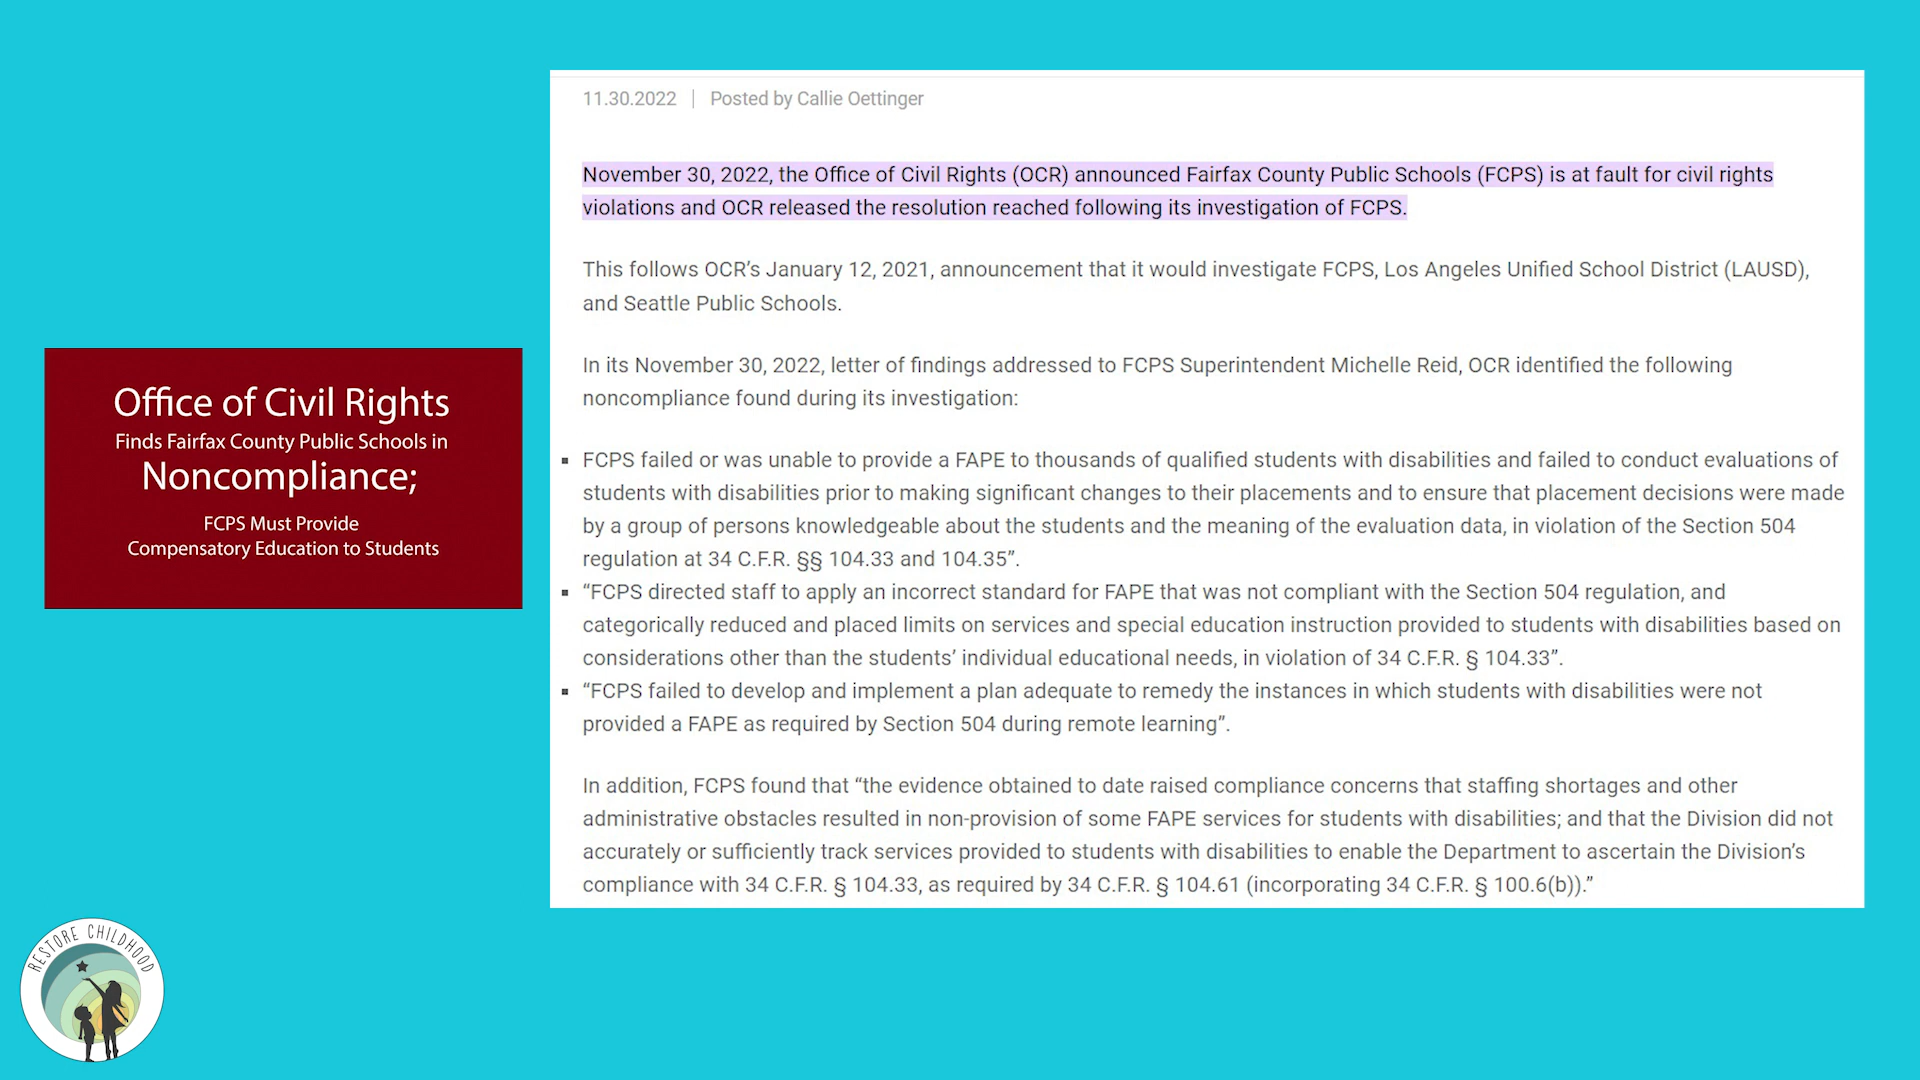 11.30.2022 | Posted by Callie Oettinger
November 30, 2022, the Office of Civil Rights (OCR) announced Fairfax County Public Schools (FCPS) is at fault for civil rights
violations and OCR released the resolution reached following its investigation of FCPS.
This follows OCR’s January 12, 2021, announcement that it would investigate FCPS, Los Angeles Unified School District (LAUSD),
and Seattle Public Schools.
In its November 30, 2022, letter of findings addressed to FCPS Superintendent Michelle Reid, OCR identified the following
noncompliance found during its investigation:
▪ FCPS failed or was unable to provide a FAPE to thousands of qualified students with disabilities and failed to conduct evaluations of
students with disabilities prior to making significant changes to their placements and to ensure that placement decisions were made
by a group of persons knowledgeable about the students and the meaning of the evaluation data, in violation of the Section 504
regulation at 34 C.F.R. §§ 104.33 and 104.35”.
▪ “FCPS directed staff to apply an incorrect standard for FAPE that was not compliant with the Section 504 regulation, and
categorically reduced and placed limits on services and special education instruction provided to students with disabilities based on
considerations other than the students’ individual educational needs, in violation of 34 C.F.R. § 104.33”.
▪ “FCPS failed to develop and implement a plan adequate to remedy the instances in which students with disabilities were not
provided a FAPE as required by Section 504 during remote learning”.
In addition, FCPS found that “the evidence obtained to date raised compliance concerns that staffing shortages and other
administrative obstacles resulted in non-provision of some FAPE services for students with disabilities; and that the Division did not
accurately or sufficiently track services provided to students with disabilities to enable the Department to ascertain the Division’s
compliance with 34 C.F.R. § 104.33, as required by 34 C.F.R. § 104.61 (incorporating 34 C.F.R. § 100.6(b)).”
Office of Civil Rights
Finds Fairfax County Public Schools in
Noncompliance;
FCPS Must Provide
Compensatory Education to Students
RESTORE CHILDHOOD